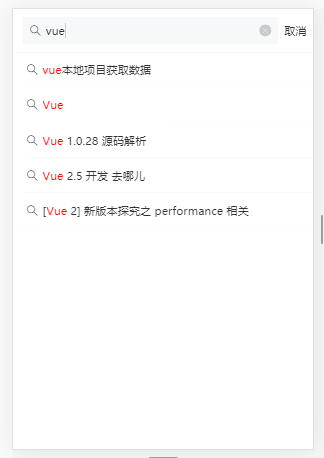 vue 取消
vue本地项目获取数据
Vue
Vue 1.0.28 源码解析
Vue 2.5 开发 去哪儿
[Vue 2] 新版本探究之 performance 相关